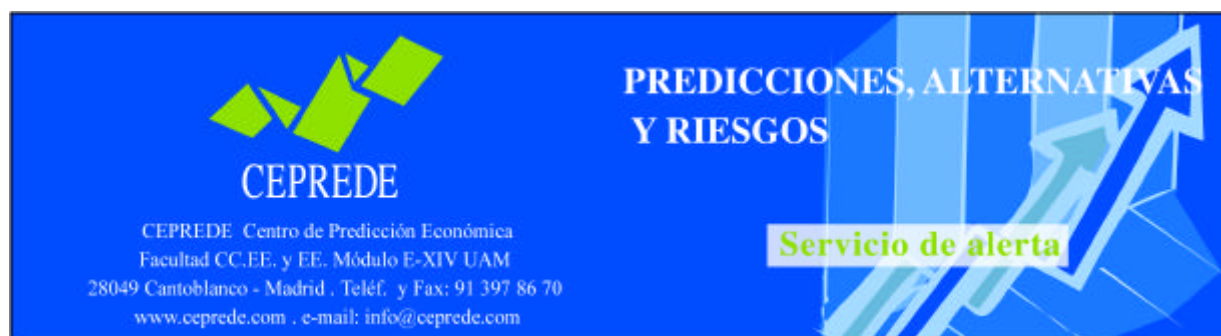 CEPREDE
CEPREDE Centro de Predicción Económica
Facultad CC.EE. y EE. Módulo E-XIV UAM
28049 Cantoblanco - Madrid . Teléf. y Fax: 91 397 86 70
www.ceprede.com . e-mail: info@ceprede.com
PREDICCIONES, ALTERNATIVAS
Y RIESGOS
Servicio de alerta